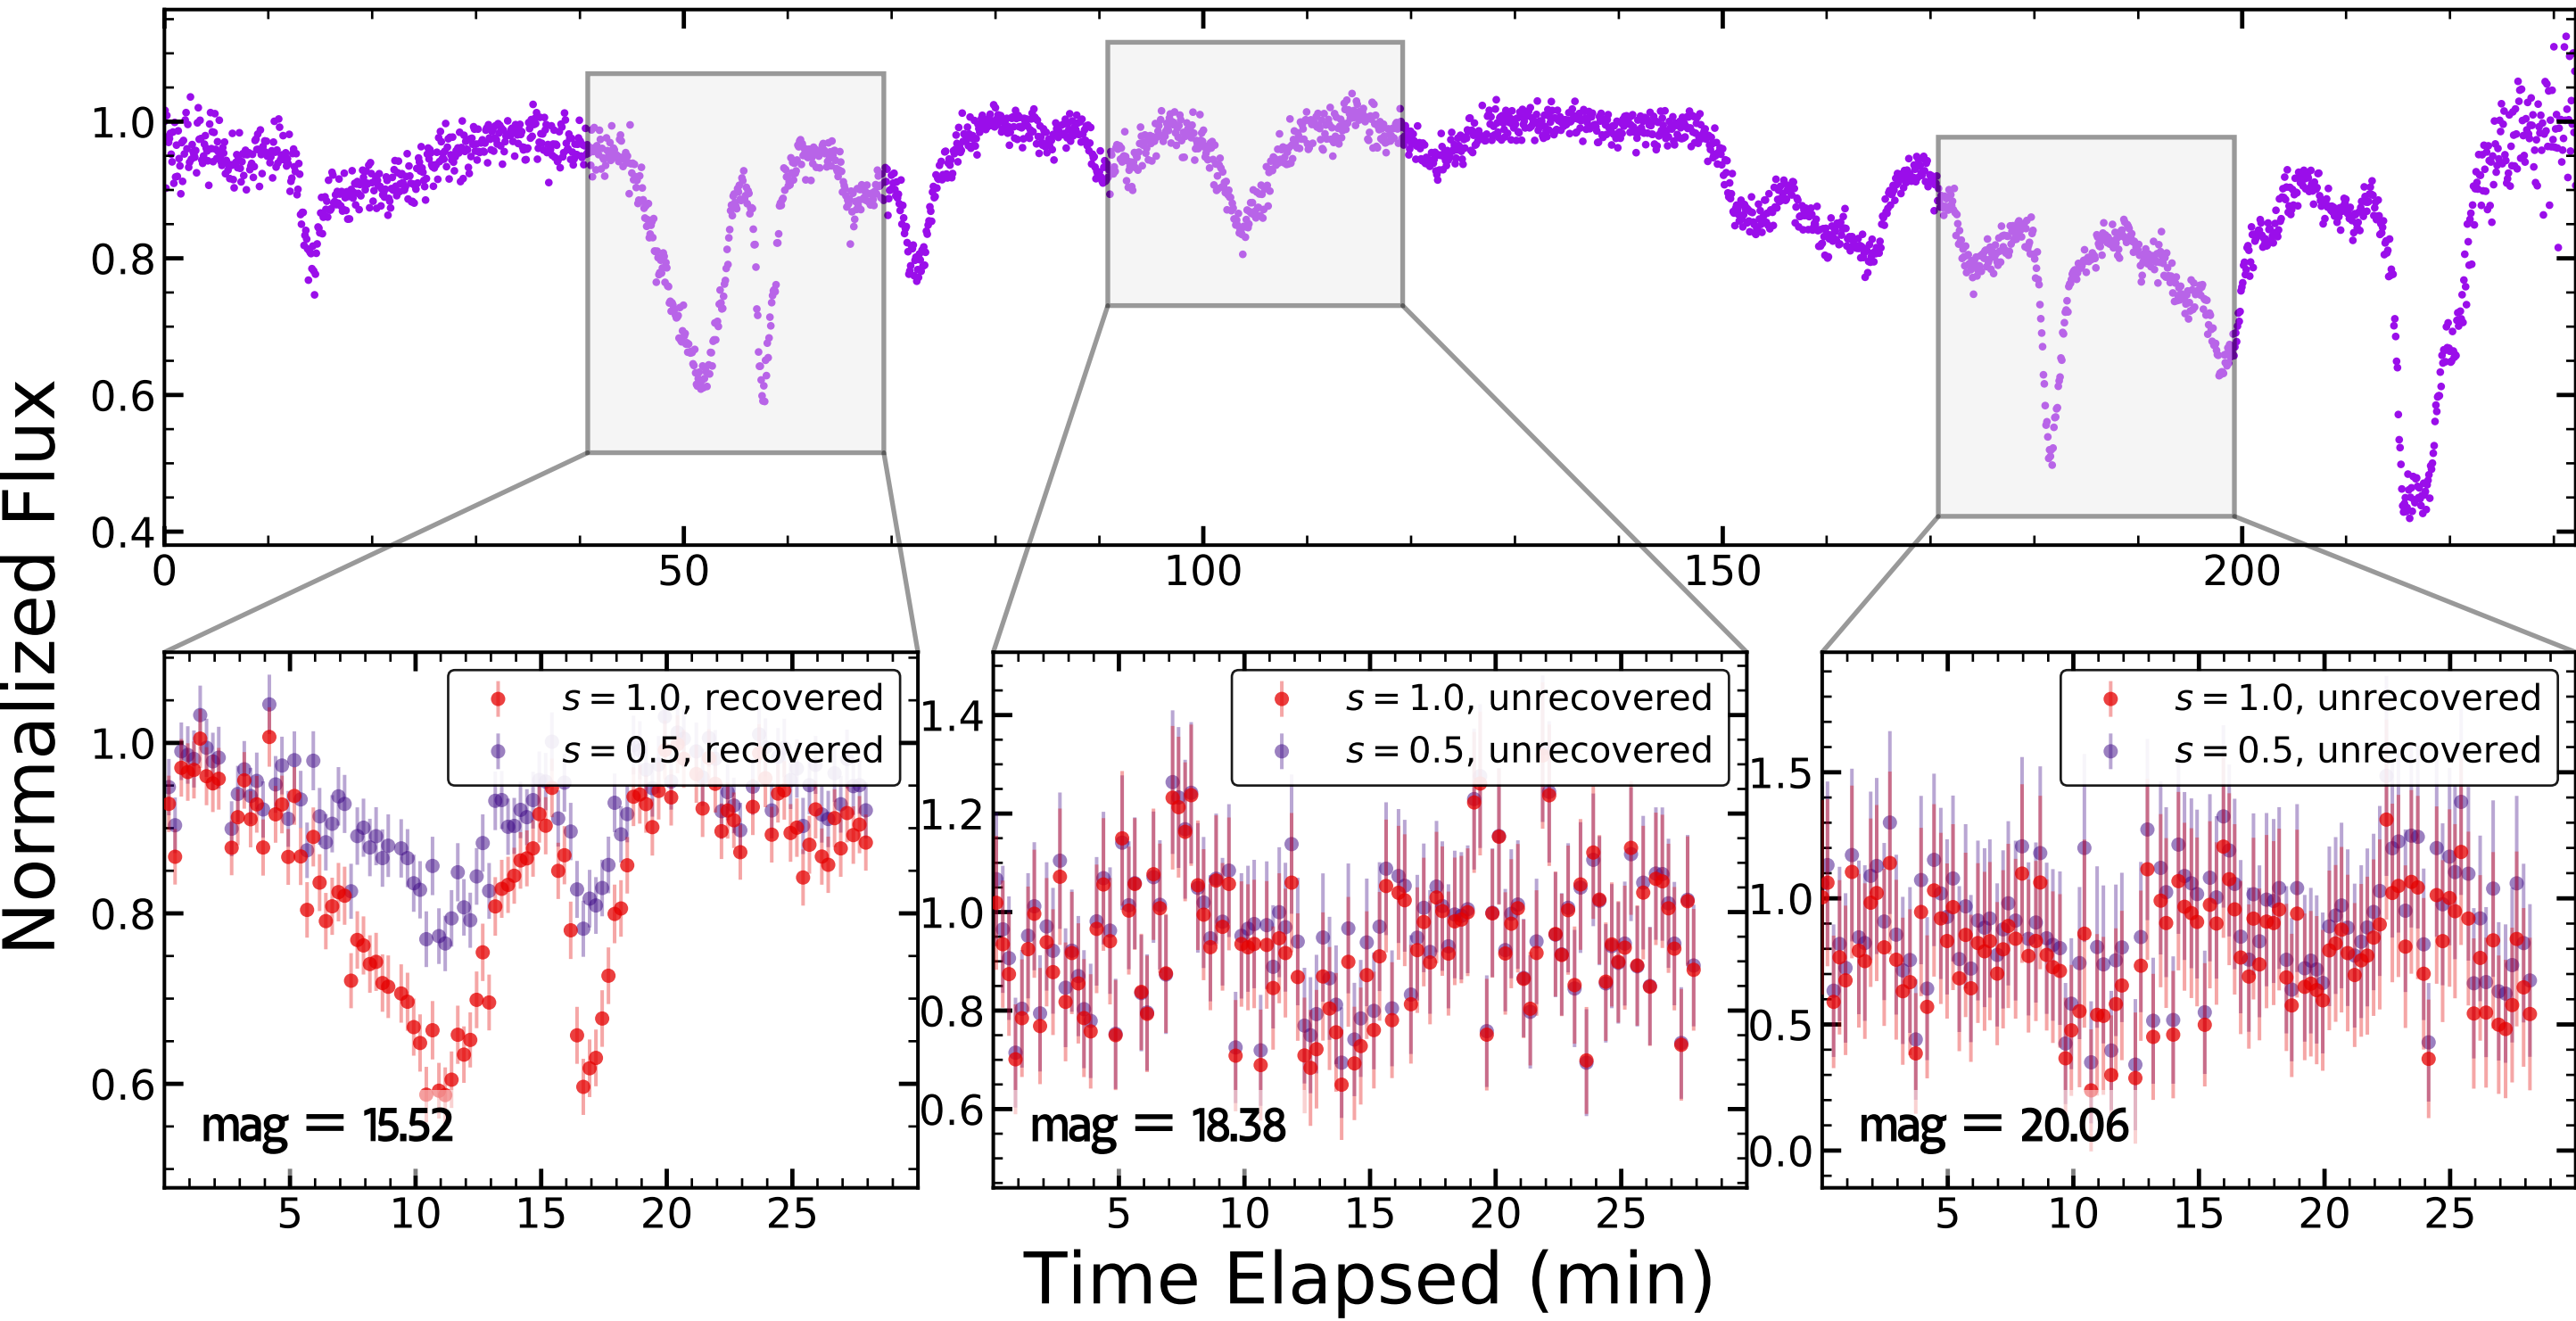 Normalized Flux
1.0
0.8
0.6
0.4
0 50 100 150 200
s = 1.0, recovered
s = 0.5, recovered
1.0
0.8
0.6
mag = 15.52
5 10 15 20 25
s = 1.0, unrecovered
s = 0.5, unrecovered
1.4
1.2
1.0
0.8
0.6
mag = 18.38
5 10 15 20 25
s = 1.0, unrecovered
s = 0.5, unrecovered
1.5
1.0
0.5
0.0
mag = 20.06
5 10 15 20 25
Time Elapsed (min)